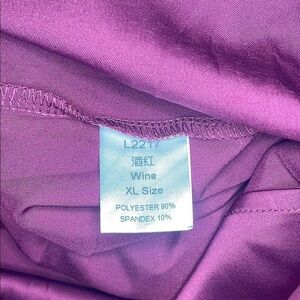 L2217
酒红
Wine
XL Size
POLYESTER 90%
SPANDEX 10%